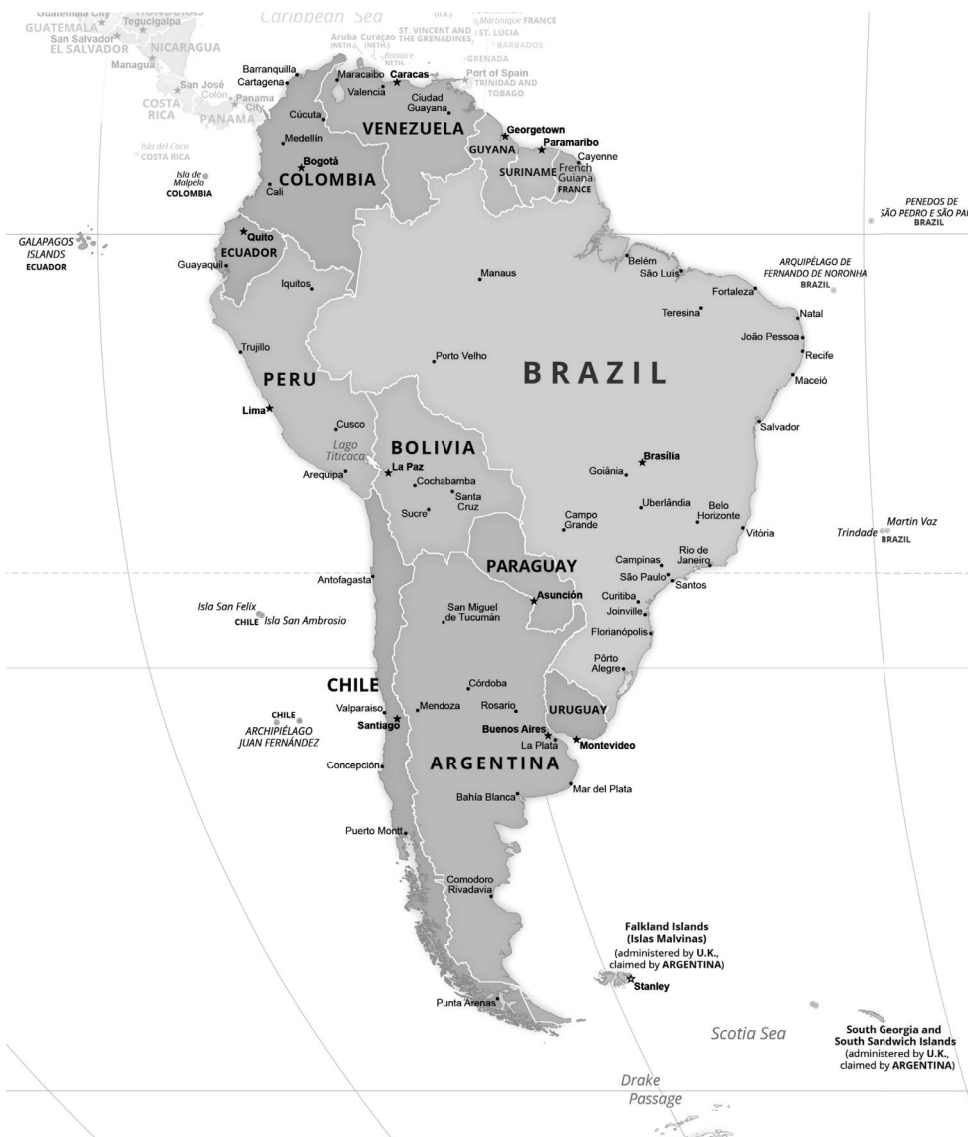 Guatemala City
HONDURAS
Caribbean Sea
(U.K.)
Martinique FRANCE
GUATEMALA
Tegucigalpa
San Salvador
EL SALVADOR
NICARAGUA
Managua
Aruba
(NETH.)
Curaçao
(NETH.)
Bonaire
NETH.
ST. VINCENT AND
THE GRENADINES
ST. LUCIA
BARBADOS
GRENADA
Port of Spain
TRINIDAD AND
TOBAGO
San José
Colón
COSTA
RICA
Panama
City
PANAMA
Isla del Coco
COSTA RICA
Isla de
Malpelo
COLOMBIA
Barranquilla
Cartagena
Maracaibo
Caracas
Valencia
Ciudad
Guayana
Cúcuta
VENEZUELA
Medellín
Bogotá
COLOMBIA
Cali
Georgetown
GUYANA
Paramaribo
SURINAME
Cayenne
French
Guiana
FRANCE
PENEDOS DE
SÃO PEDRO E SÃO PAU
BRAZIL
GALAPAGOS
ISLANDS
ECUADOR
Quito
ECUADOR
Guayaquil
Iquitos
Manaus
Belém
São Luís
ARQUIPÉLAGO DE
FERNANDO DE NORONHA
BRAZIL
Fortaleza
Teresina
Natal
João Pessoa
Recife
Maceió
Trujillo
Porto Velho
PERU
BRAZIL
Lima
Cusco
Lago
Titicaca
Arequipa
BOLIVIA
La Paz
Cochabamba
Santa
Cruz
Sucre
Salvador
Brasília
Goiânia
Uberlândia
Belo
Horizonte
Campo
Grande
Vitória
Trindade
Martin Vaz
BRAZIL
PARAGUAY
Asunción
Campinas
Rio de
Janeiro
São Paulo
Santos
Curitiba
Joinville
Florianópolis
Pôrto
Alegre
Antofagasta
Isla San Felix
CHILE
Isla San Ambrosio
San Miguel
de Tucumán
CHILE
Córdoba
Valparaiso
Mendoza
Rosario
URUGUAY
Santiago
Buenos Aires
La Plata
Montevideo
CHILE
ARCHIPIÉLAGO
JUAN FERNÁNDEZ
Concepción
ARGENTINA
Bahía Blanca
Mar del Plata
Puerto Montt
Comodoro
Rivadavia
Falkland Islands
(Islas Malvinas)
(administered by U.K.,
claimed by ARGENTINA)
Stanley
Punta Arenas
Scotia Sea
South Georgia and
South Sandwich Islands
(administered by U.K.,
claimed by ARGENTINA)
Drake
Passage